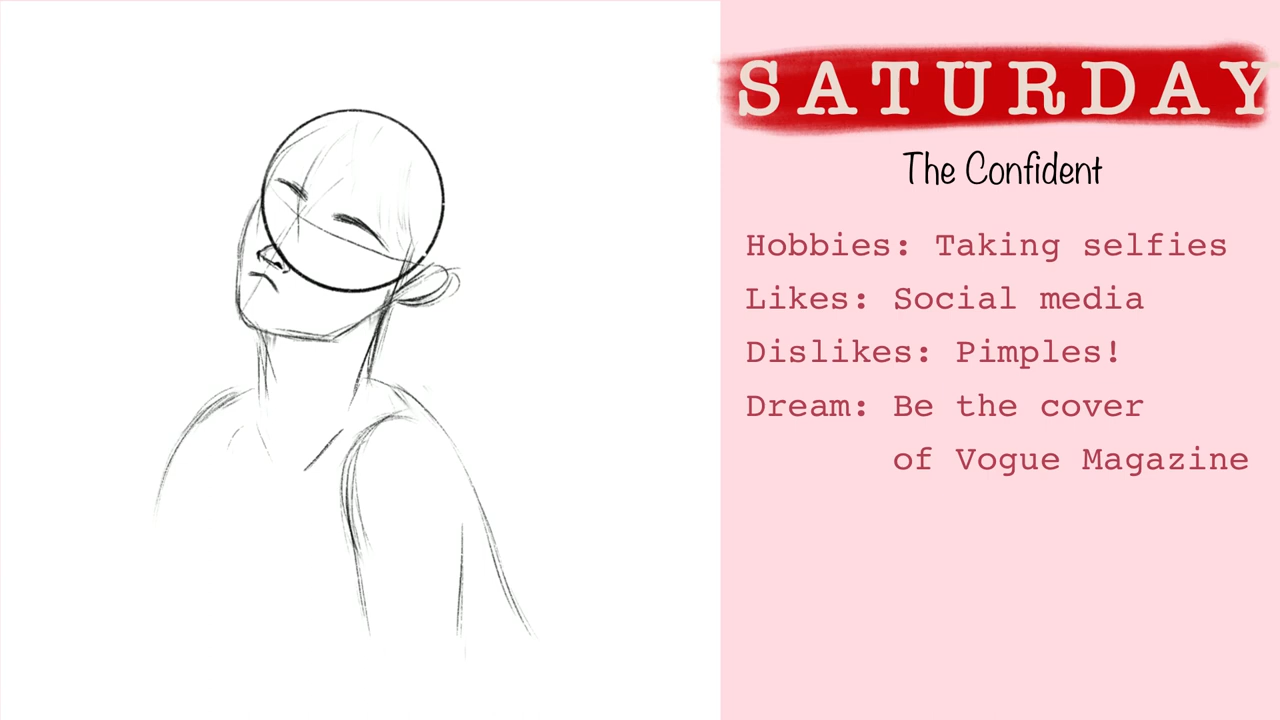 SATURDAY
The Confident
Hobbies: Taking selfies
Likes: Social media
Dislikes: Pimples!
Dream: Be the cover
of Vogue Magazine